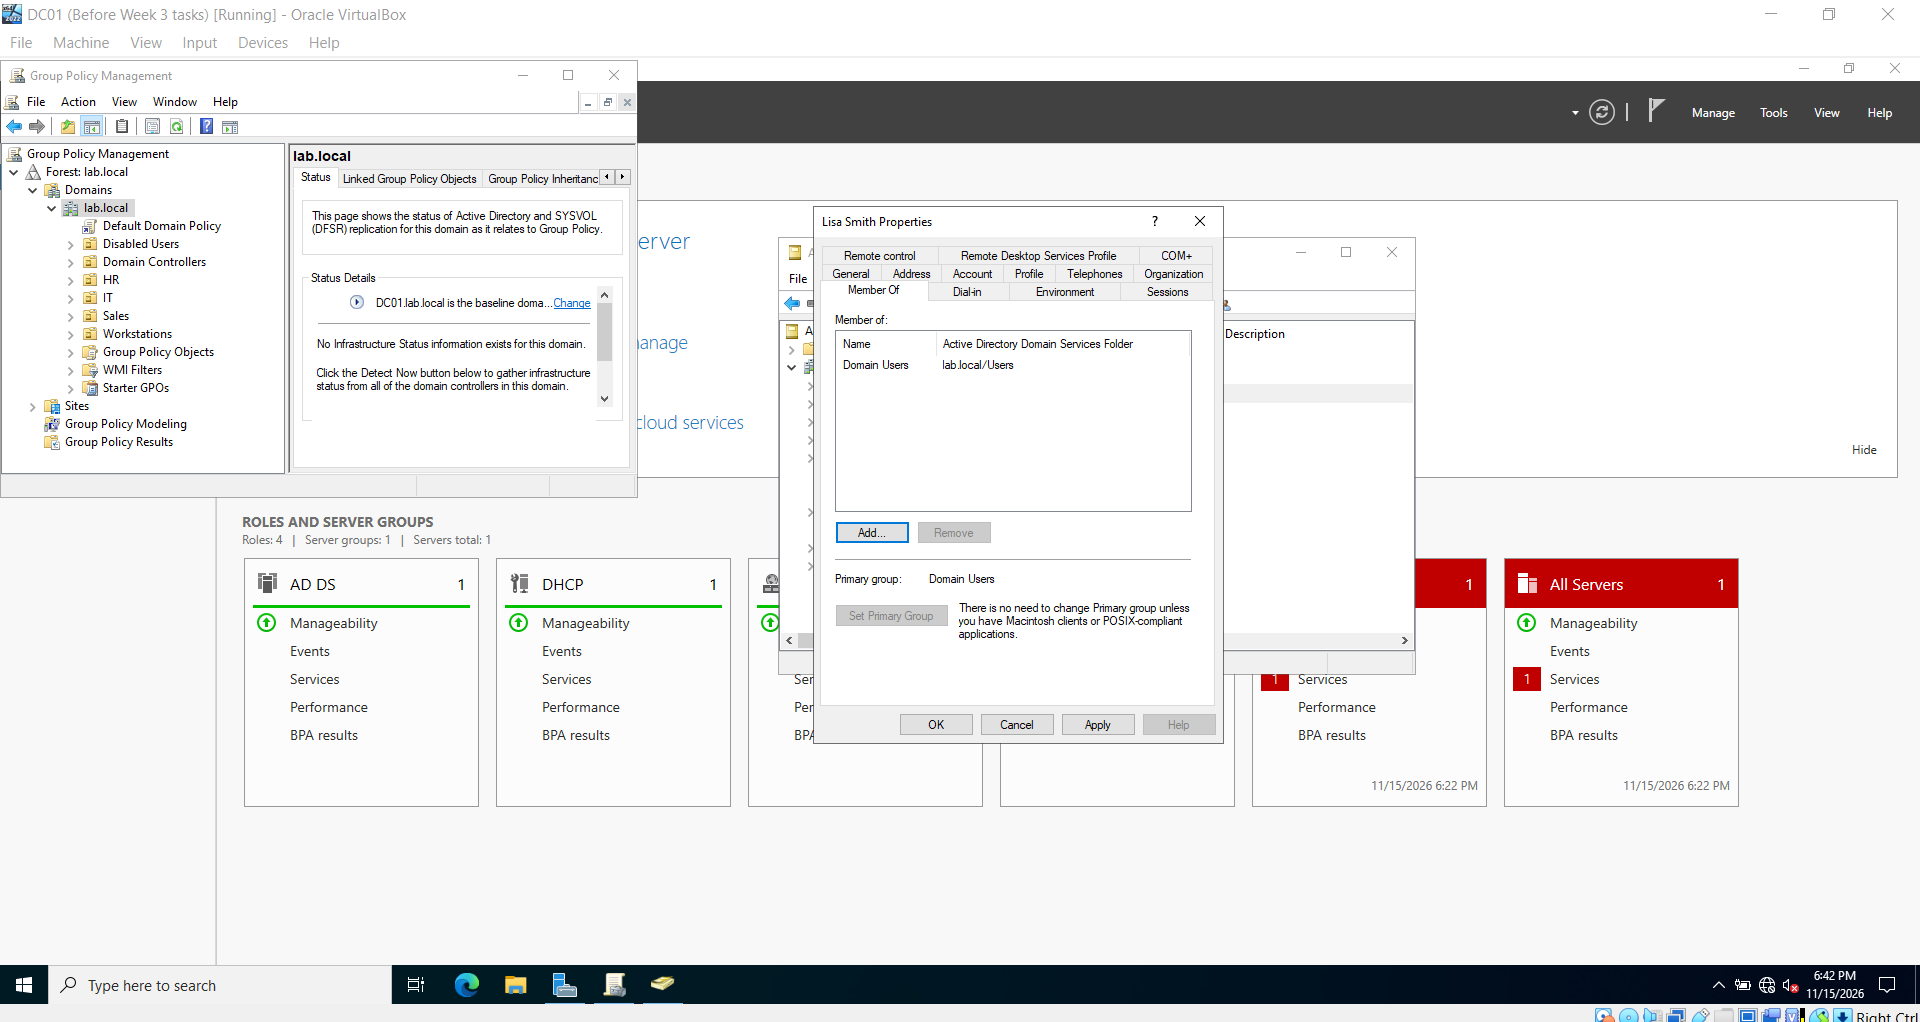 DC01 (Before Week 3 tasks) [Running] - Oracle VirtualBox
File Machine View Input Devices Help
Group Policy Management
File Action View Window Help
Group Policy Management
Forest: lab.local
Domains
lab.local
Default Domain Policy
Disabled Users
Domain Controllers
HR
IT
Sales
Workstations
Group Policy Objects
WMI Filters
Starter GPOs
Sites
Group Policy Modeling
Group Policy Results
lab.local
Status Linked Group Policy Objects Group Policy Inheritanc
This page shows the status of Active Directory and SYSVOL
(DFSR) replication for this domain as it relates to Group Policy.
Status Details
DC01.lab.local is the baseline doma... Change
No Infrastructure Status information exists for this domain.
Click the Detect Now button below to gather infrastructure
status from all of the domain controllers in this domain.
Manage Tools View Help
erver
anage
cloud services
Hide
File
A
Description
Lisa Smith Properties
?
Remote control Remote Desktop Services Profile COM+
General Address Account Profile Telephones Organization
Member Of Dial-in Environment Sessions
Member of:
Name Active Directory Domain Services Folder
Domain Users lab.local/Users
Add... Remove
Primary group: Domain Users
Set Primary Group
There is no need to change Primary group unless
you have Macintosh clients or POSIX-compliant
applications.
OK Cancel Apply Help
ROLES AND SERVER GROUPS
Roles: 4 | Server groups: 1 | Servers total: 1
AD DS 1
Manageability
Events
Services
Performance
BPA results
DHCP 1
Manageability
Events
Services
Performance
BPA results
Ser
Per
BPA
1
1 Services
Performance
BPA results
11/15/2026 6:22 PM
All Servers 1
Manageability
Events
1 Services
Performance
BPA results
11/15/2026 6:22 PM
Type here to search
6:42 PM
11/15/2026
Right Ctrl